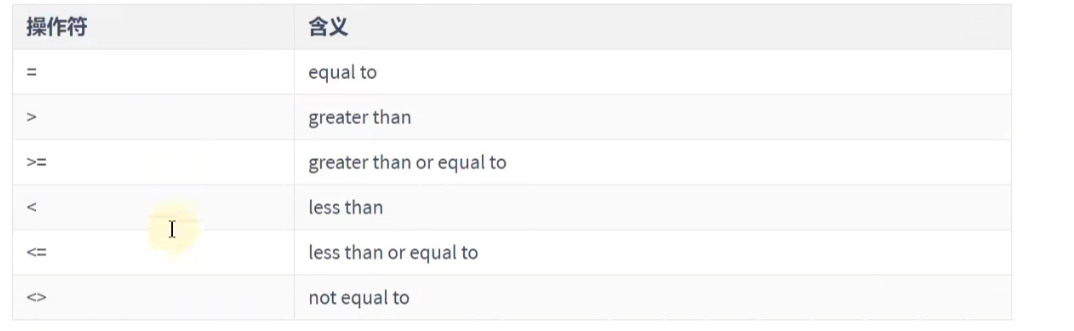 操作符 含义
= equal to
> greater than
>= greater than or equal to
< less than
<= less than or equal to
<> not equal to